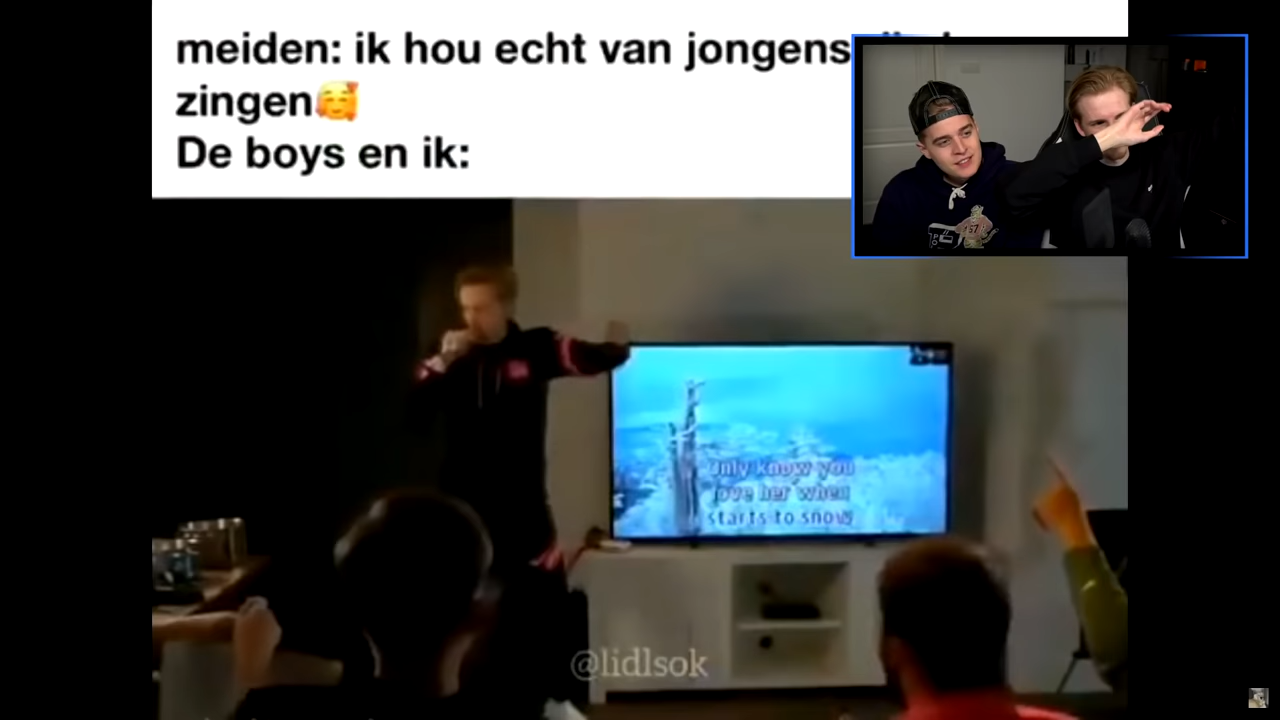 meiden: ik hou echt van jongens
zingen🥰
De boys en ik:
Only know you
love her when
starts to snow
@lidlsok